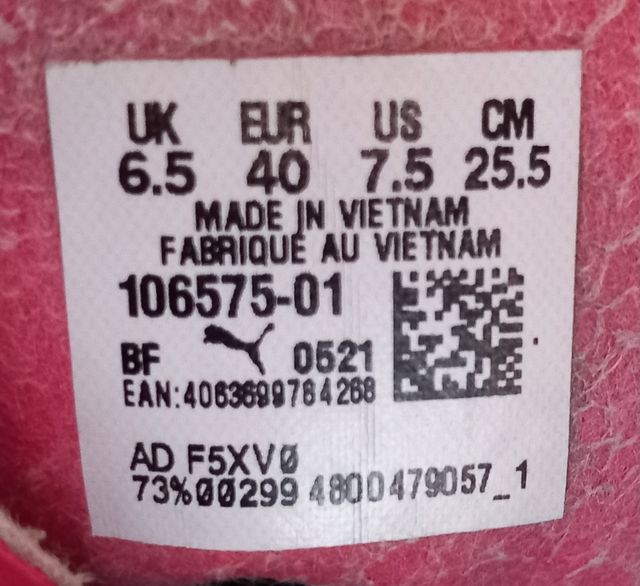 UK EUR US CM
6.5 40 7.5 25.5
MADE IN VIETNAM
FABRIQUE AU VIETNAM
106575-01
BF 0521
EAN:4063699784268
AD F5XV0
73%00299 4800479057_1